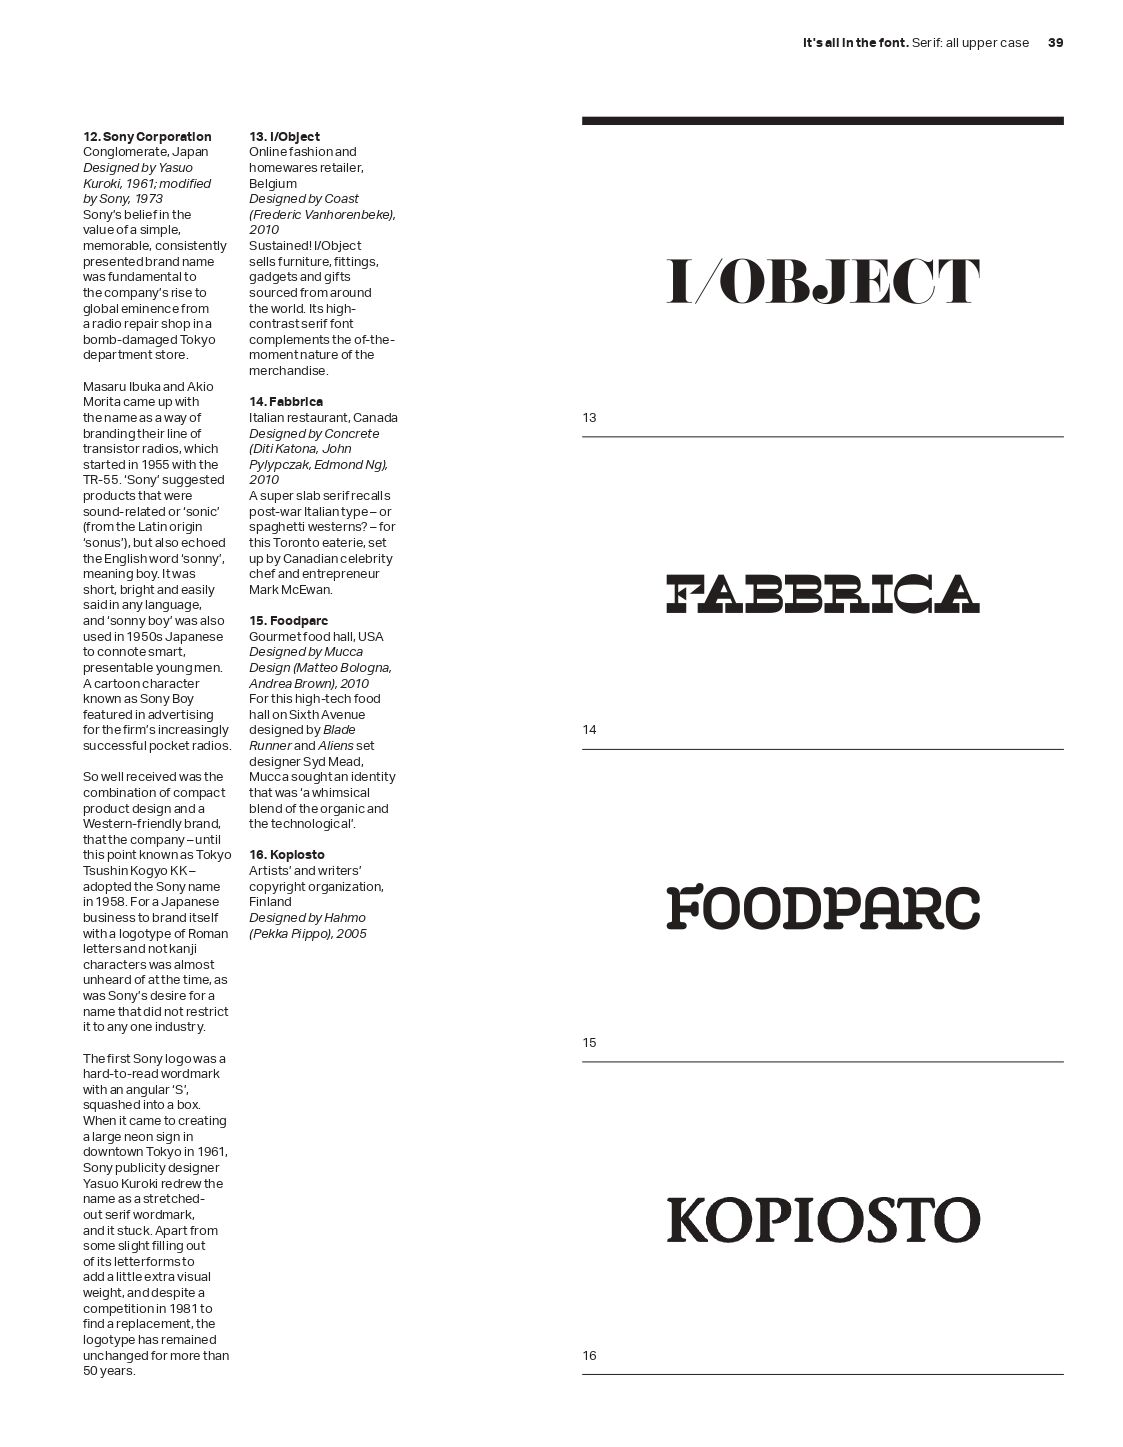 It's all in the font. Serif: all upper case 39
12. Sony Corporation
Conglomerate, Japan
Designed by Yasuo
Kuroki, 1961; modified
by Sony, 1973
Sony’s belief in the
value of a simple,
memorable, consistently
presented brand name
was fundamental to
the company’s rise to
global eminence from
a radio repair shop in a
bomb-damaged Tokyo
department store.
Masaru Ibuka and Akio
Morita came up with
the name as a way of
branding their line of
transistor radios, which
started in 1955 with the
TR-55. ‘Sony’ suggested
products that were
sound-related or ‘sonic’
(from the Latin origin
‘sonus’), but also echoed
the English word ‘sonny’,
meaning boy. It was
short, bright and easily
said in any language,
and ‘sonny boy’ was also
used in 1950s Japanese
to connote smart,
presentable young men.
A cartoon character
known as Sony Boy
featured in advertising
for the firm’s increasingly
successful pocket radios.
So well received was the
combination of compact
product design and a
Western-friendly brand,
that the company – until
this point known as Tokyo
Tsushin Kogyo KK –
adopted the Sony name
in 1958. For a Japanese
business to brand itself
with a logotype of Roman
letters and not kanji
characters was almost
unheard of at the time, as
was Sony’s desire for a
name that did not restrict
it to any one industry.
The first Sony logo was a
hard-to-read wordmark
with an angular ‘S’,
squashed into a box.
When it came to creating
a large neon sign in
downtown Tokyo in 1961,
Sony publicity designer
Yasuo Kuroki redrew the
name as a stretched-
out serif wordmark,
and it stuck. Apart from
some slight filling out
of its letterforms to
add a little extra visual
weight, and despite a
competition in 1981 to
find a replacement, the
logotype has remained
unchanged for more than
50 years.
13. I/Object
Online fashion and
homewares retailer,
Belgium
Designed by Coast
(Frederic Vanhorenbeke),
2010
Sustained! I/Object
sells furniture, fittings,
gadgets and gifts
sourced from around
the world. Its high-
contrast serif font
complements the of-the-
moment nature of the
merchandise.
14. Fabbrica
Italian restaurant, Canada
Designed by Concrete
(Diti Katona, John
Pylypczak, Edmond Ng),
2010
A super slab serif recalls
post-war Italian type – or
spaghetti westerns? – for
this Toronto eaterie, set
up by Canadian celebrity
chef and entrepreneur
Mark McEwan.
15. Foodparc
Gourmet food hall, USA
Designed by Mucca
Design (Matteo Bologna,
Andrea Brown), 2010
For this high-tech food
hall on Sixth Avenue
designed by Blade
Runner and Aliens set
designer Syd Mead,
Mucca sought an identity
that was ‘a whimsical
blend of the organic and
the technological’.
16. Kopiosto
Artists’ and writers’
copyright organization,
Finland
Designed by Hahmo
(Pekka Piippo), 2005
I/OBJECT
13
FABBRICA
14
FOODPARC
15
KOPIOSTO
16